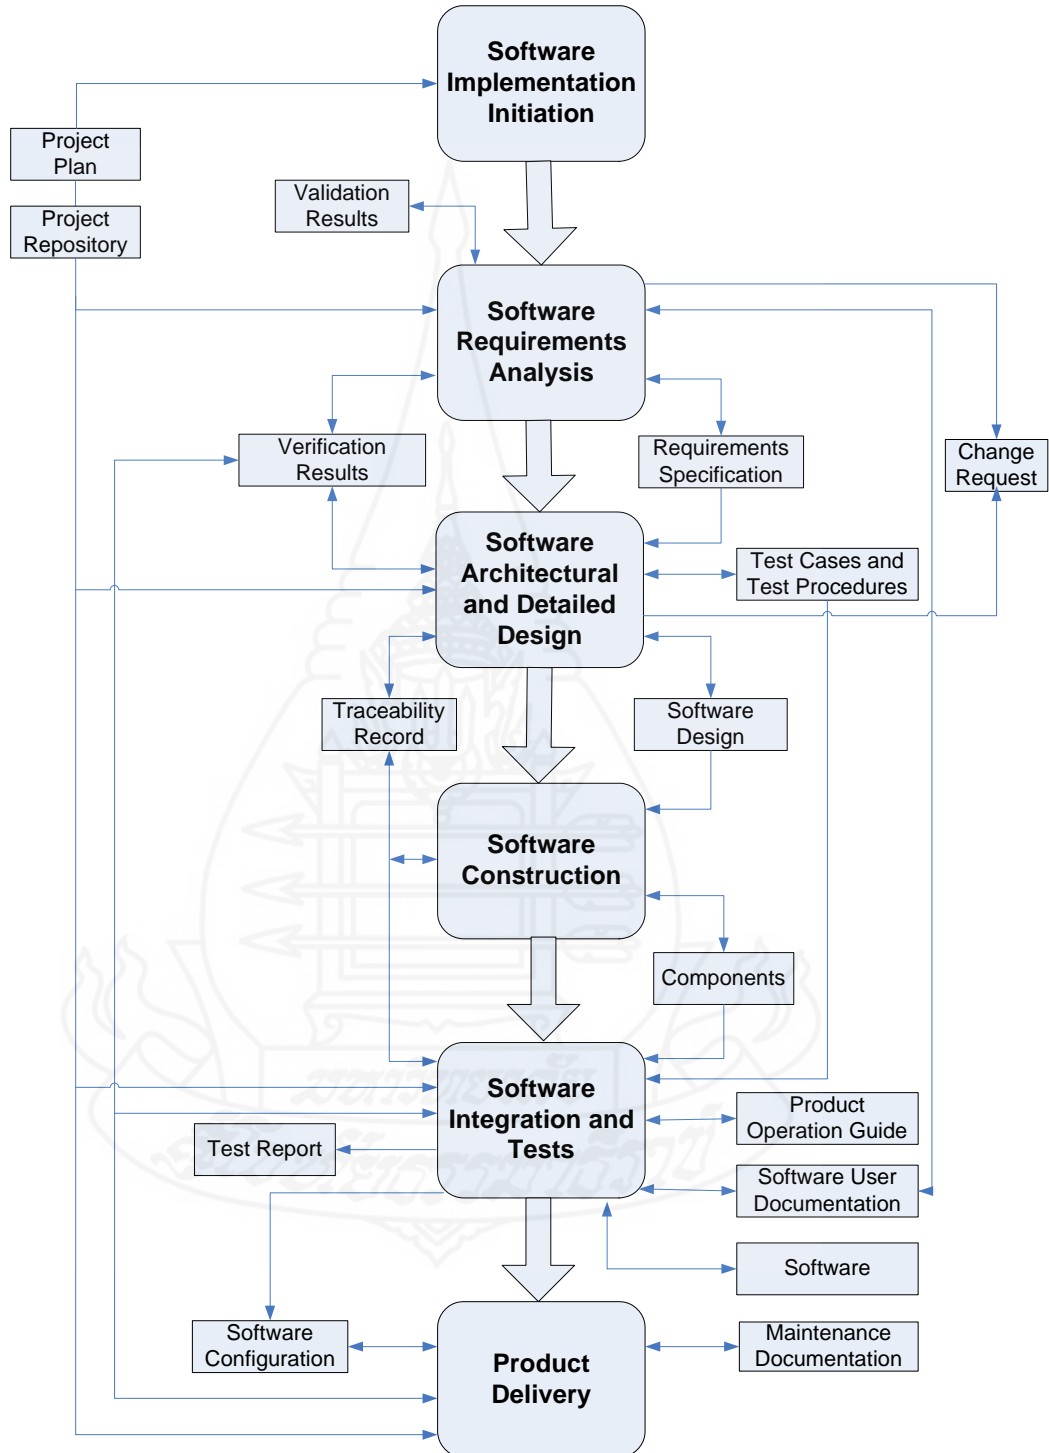 Software
Implementation
Initiation
Project
Plan
Validation
Results
Project
Repository
Software
Requirements
Analysis
Verification
Results
Requirements
Specification
Change
Request
Software
Architectural
and Detailed
Design
Test Cases and
Test Procedures
Traceability
Record
Software
Design
Software
Construction
Components
Software
Integration and
Tests
Product
Operation Guide
Test Report
Software User
Documentation
Software
Software
Configuration
Product
Delivery
Maintenance
Documentation